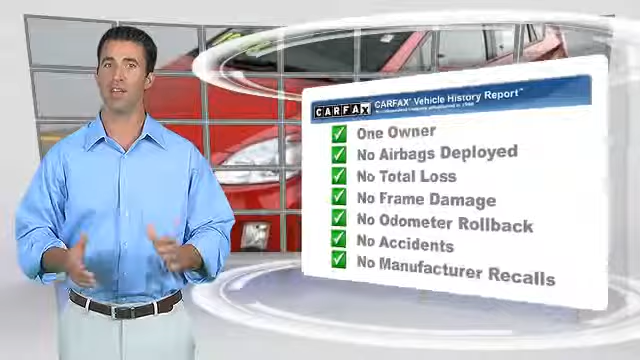 CARFAX CARFAX® Vehicle History Report™
One Owner
No Airbags Deployed
No Total Loss
No Frame Damage
No Odometer Rollback
No Accidents
No Manufacturer Recalls